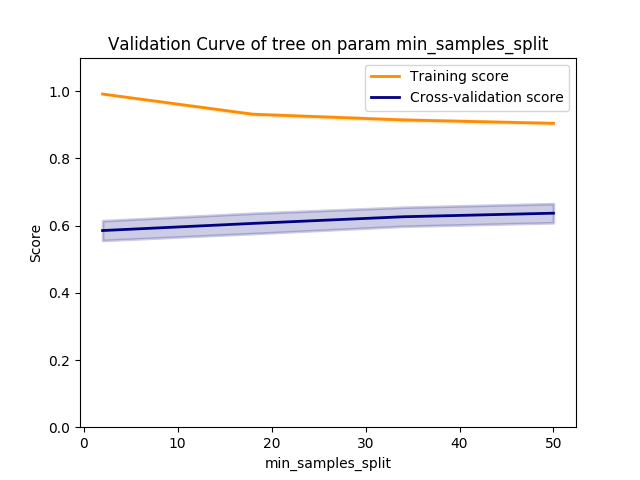 Validation Curve of tree on param min_samples_split
Training score
Cross-validation score
Score
1.0
0.8
0.6
0.4
0.2
0.0
0 10 20 30 40 50
min_samples_split